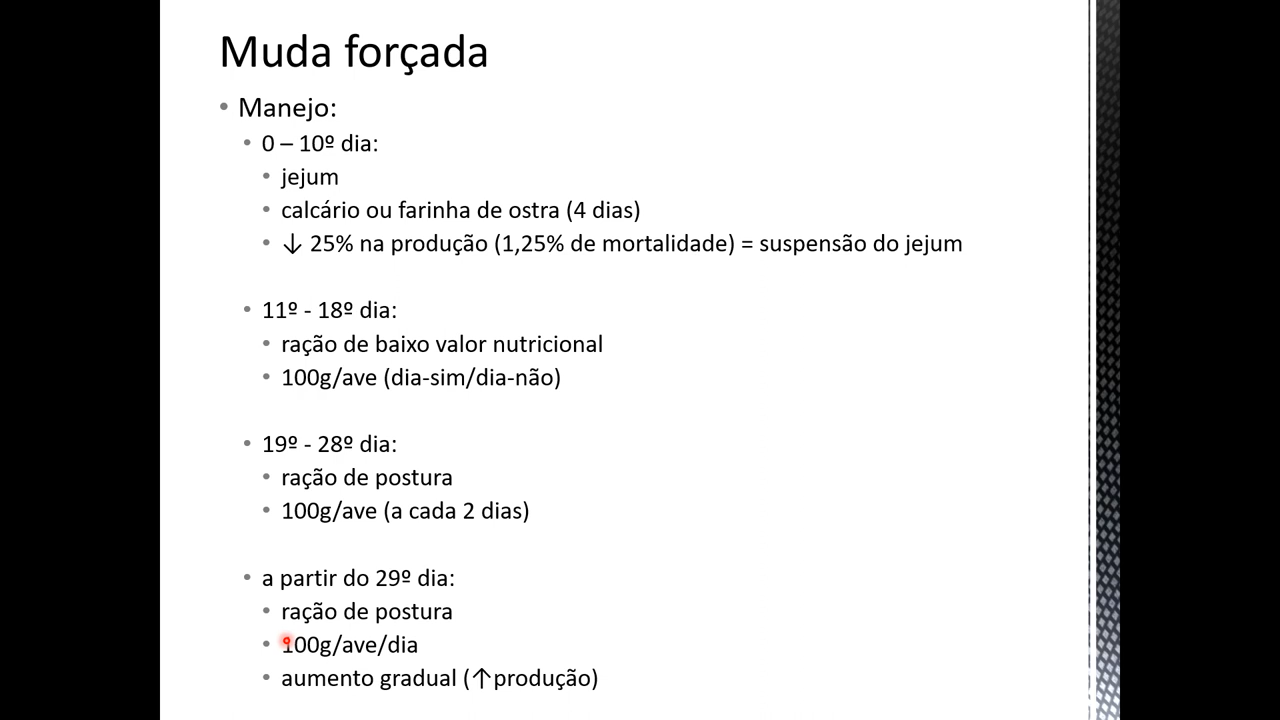 Muda forçada
• Manejo:
• 0 – 10º dia:
• jejum
• calcário ou farinha de ostra (4 dias)
• ↓ 25% na produção (1,25% de mortalidade) = suspensão do jejum
• 11º - 18º dia:
• ração de baixo valor nutricional
• 100g/ave (dia-sim/dia-não)
• 19º - 28º dia:
• ração de postura
• 100g/ave (a cada 2 dias)
• a partir do 29º dia:
• ração de postura
• 100g/ave/dia
• aumento gradual (↑produção)